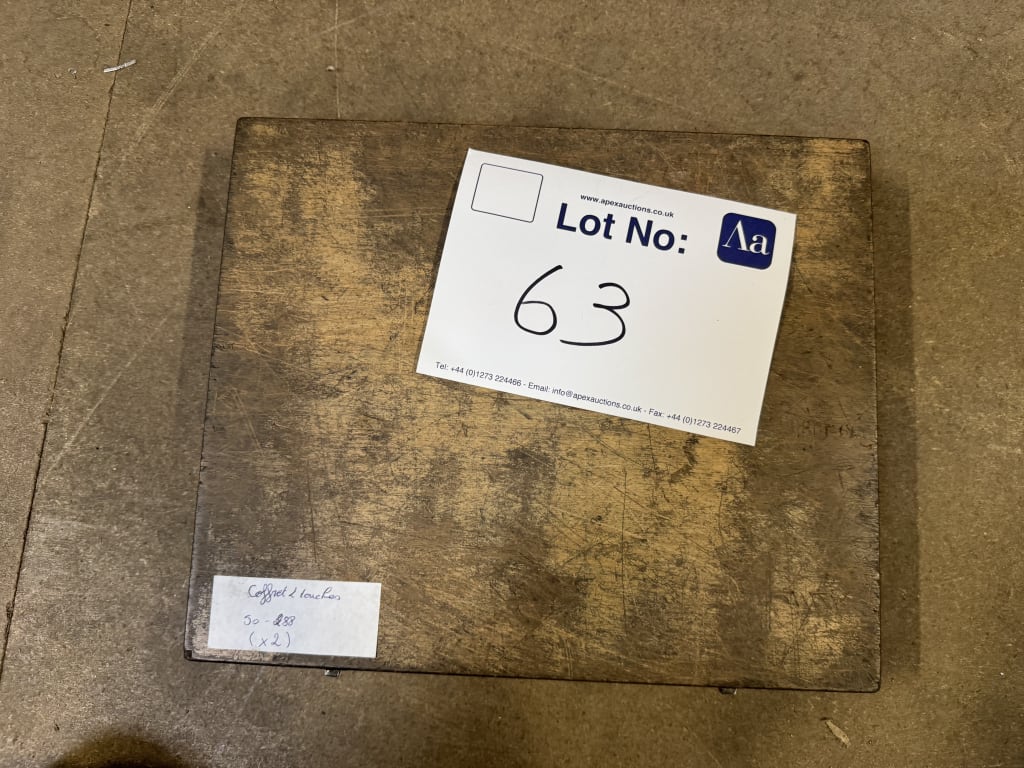 www.apexauctions.co.uk
Lot No:
Aa
63
Tel: +44 (0)1273 224466 - Email: info@apexauctions.co.uk - Fax: +44 (0)1273 224467
Coffret 2 touches
50 - 288
(x2)